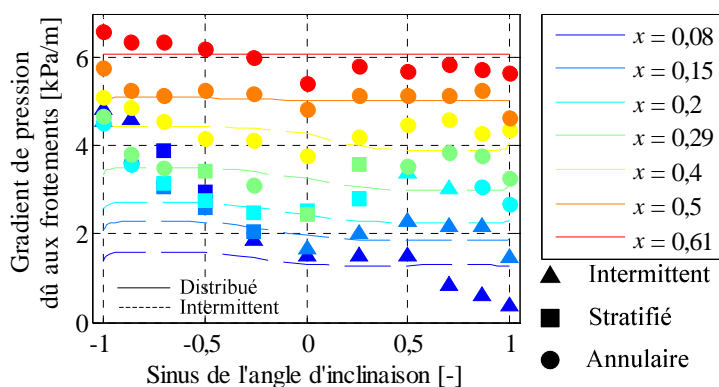 Gradient de pression
dû aux frottements [kPa/m]
8
6
4
2
0
-1
-0,5
0
0,5
1
Sinus de l'angle d'inclinaison [-]
Distribué
Intermittent
x = 0,08
x = 0,15
x = 0,2
x = 0,29
x = 0,4
x = 0,5
x = 0,61
Intermittent
Stratifié
Annulaire